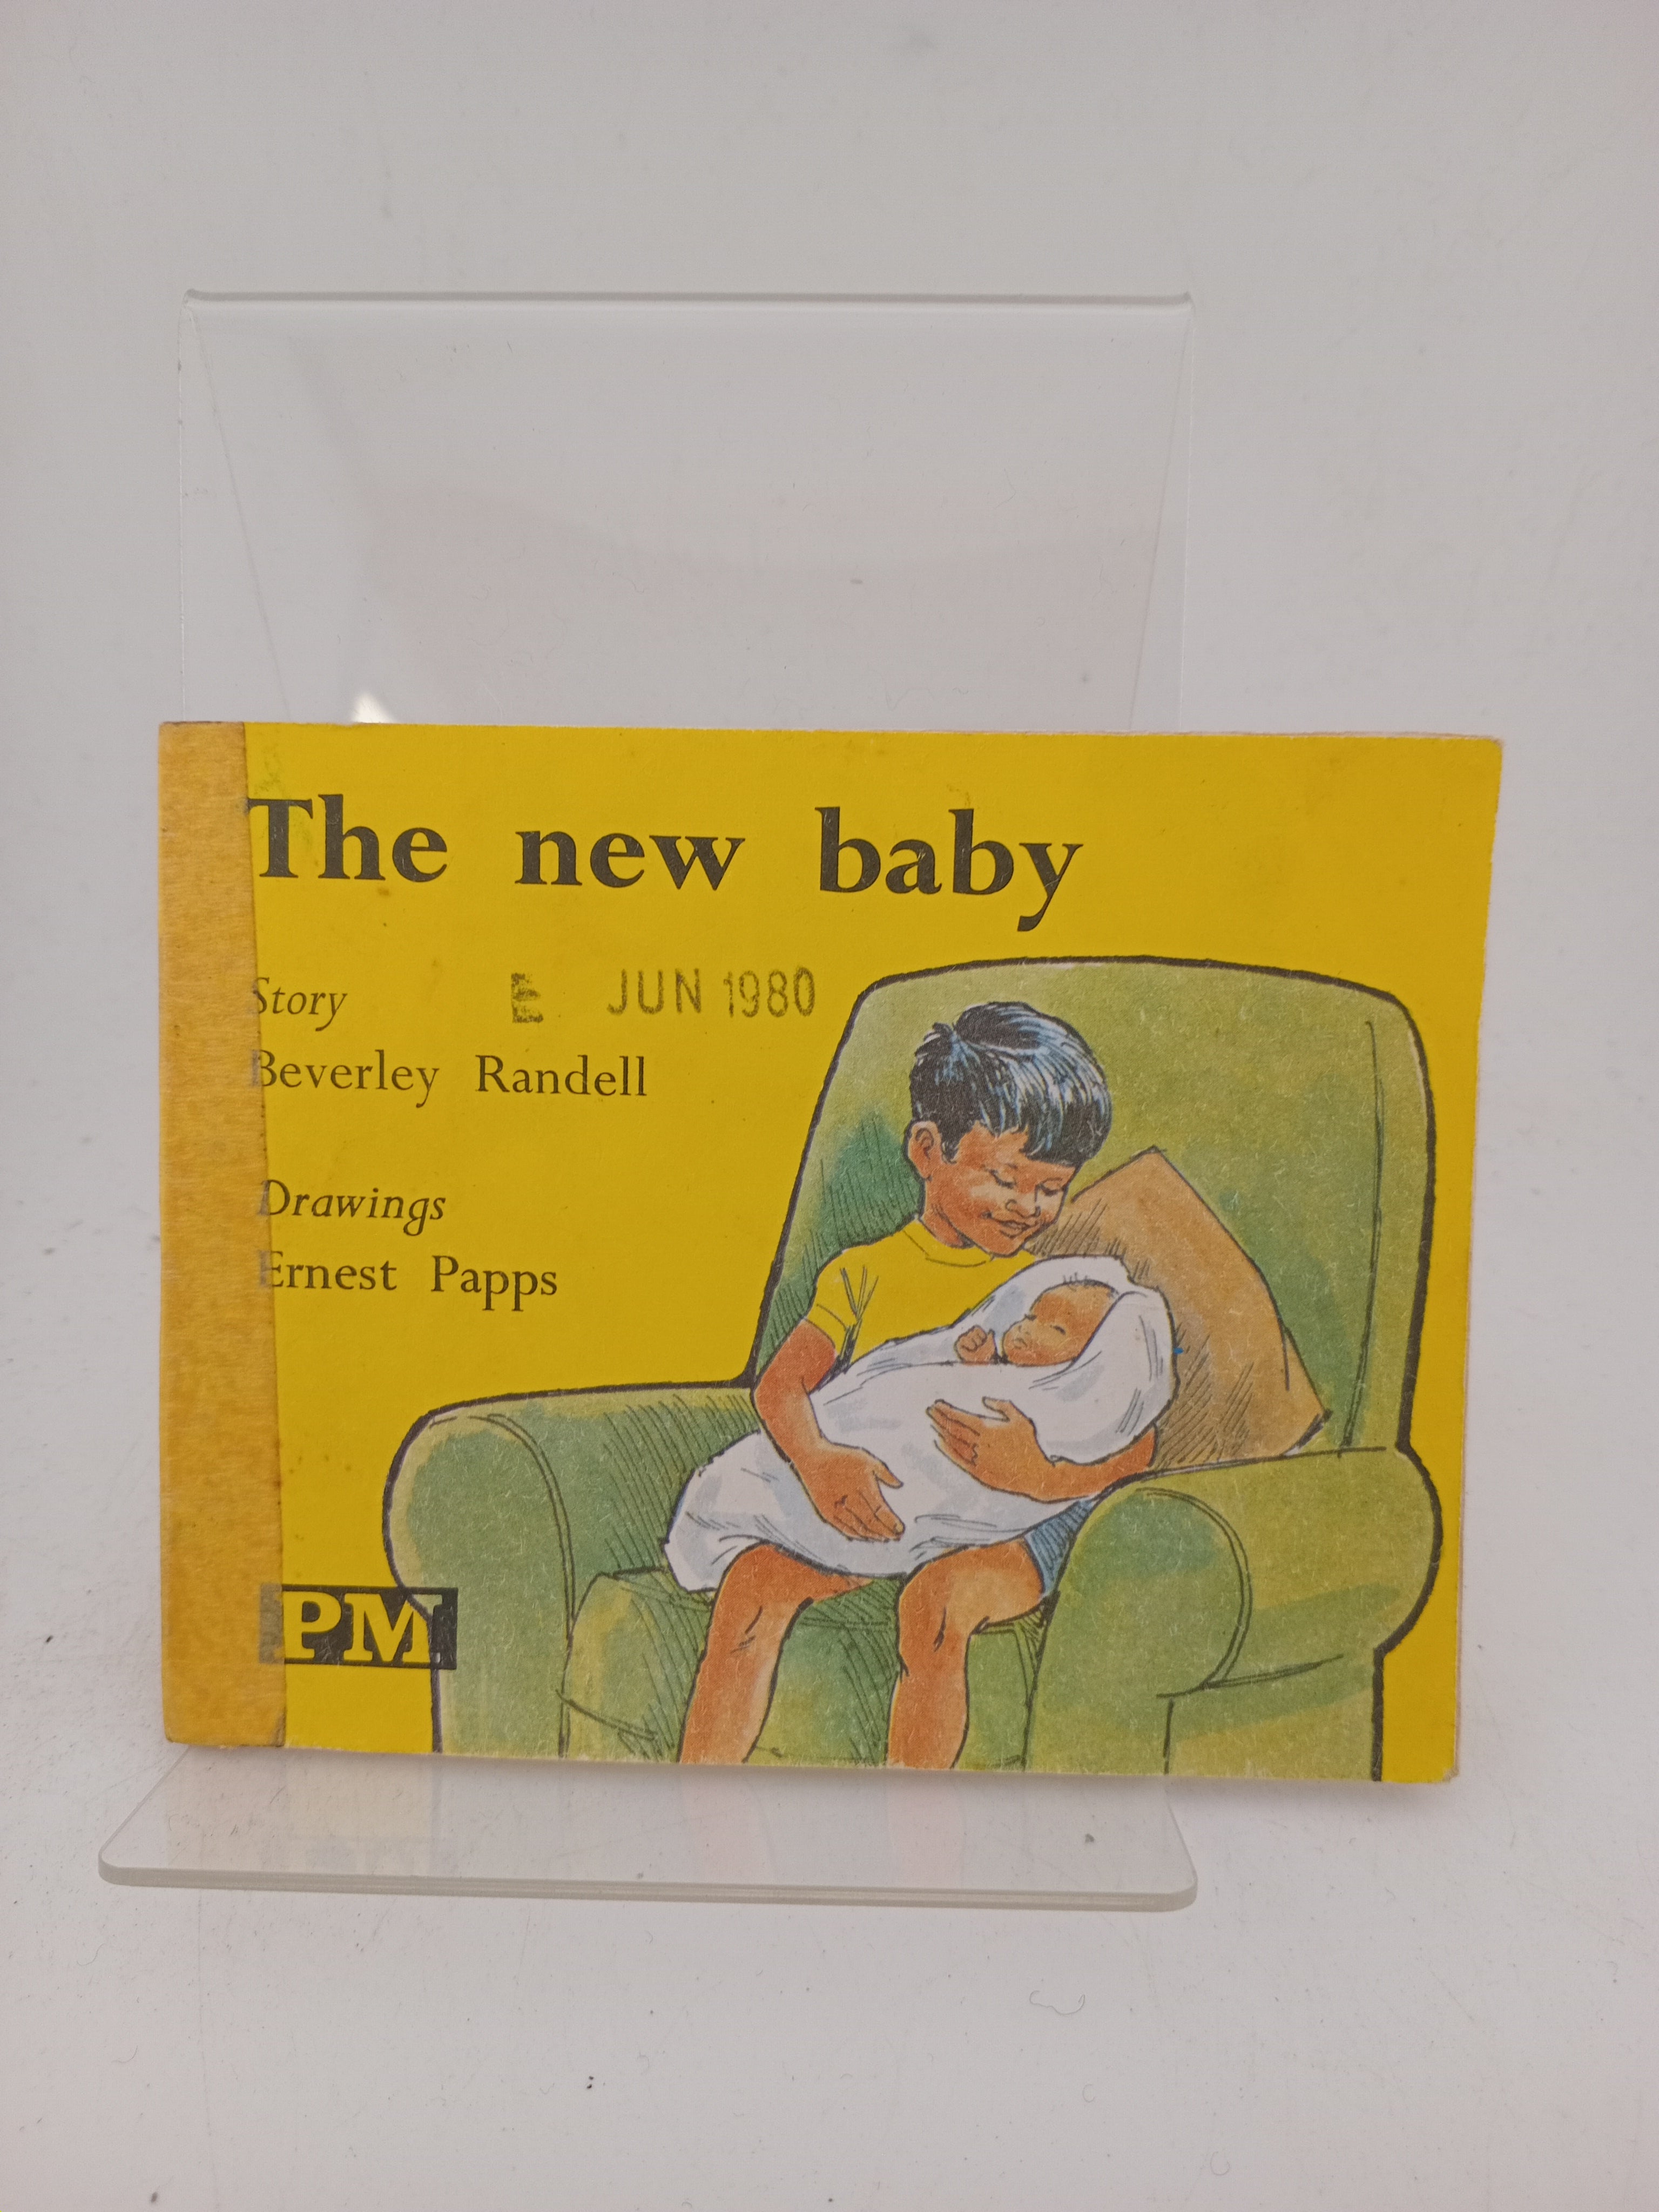 The new baby
Story
E JUN 1980
Beverley Randell
Drawings
Ernest Papps
PM